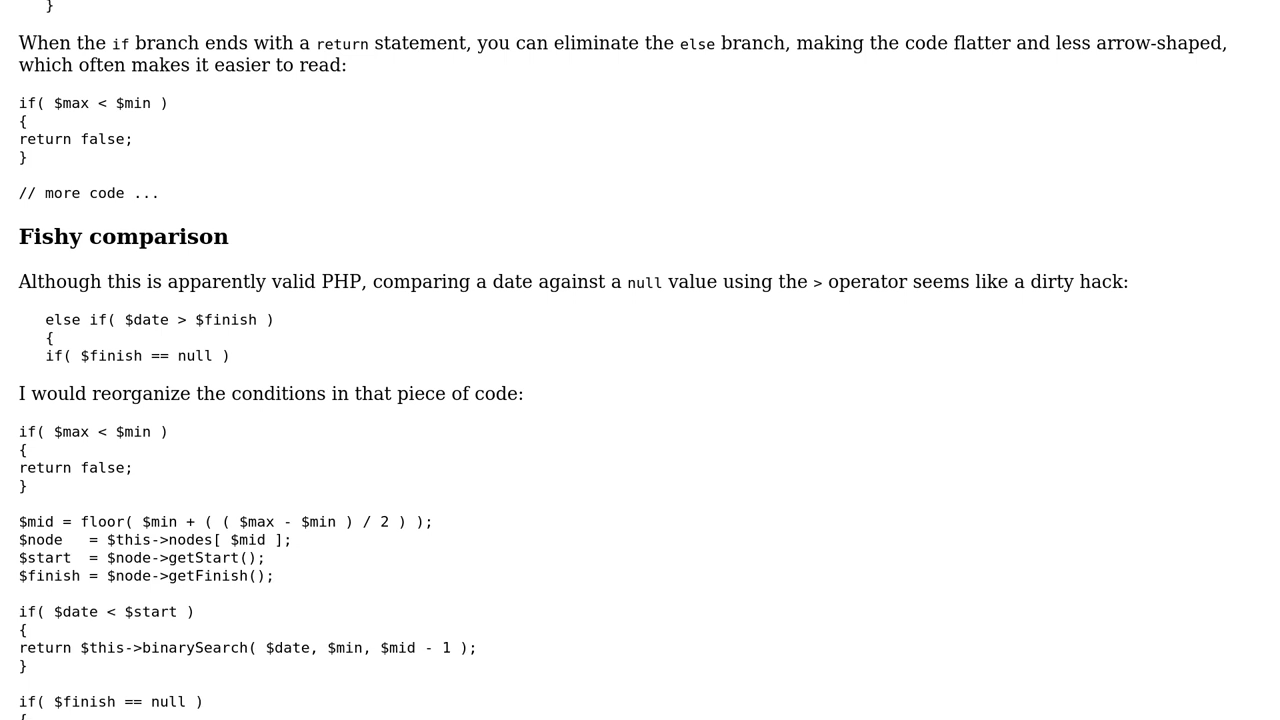 }
When the if branch ends with a return statement, you can eliminate the else branch, making the code flatter and less arrow-shaped,
which often makes it easier to read:
if( $max < $min )
{
return false;
}
// more code ...
Fishy comparison
Although this is apparently valid PHP, comparing a date against a null value using the > operator seems like a dirty hack:
else if( $date > $finish )
{
if( $finish == null )
I would reorganize the conditions in that piece of code:
if( $max < $min )
{
return false;
}
$mid = floor( $min + ( ( $max - $min ) / 2 ) );
$node   = $this->nodes[ $mid ];
$start  = $node->getStart();
$finish = $node->getFinish();
if( $date < $start )
{
return $this->binarySearch( $date, $min, $mid - 1 );
}
if( $finish == null )
{